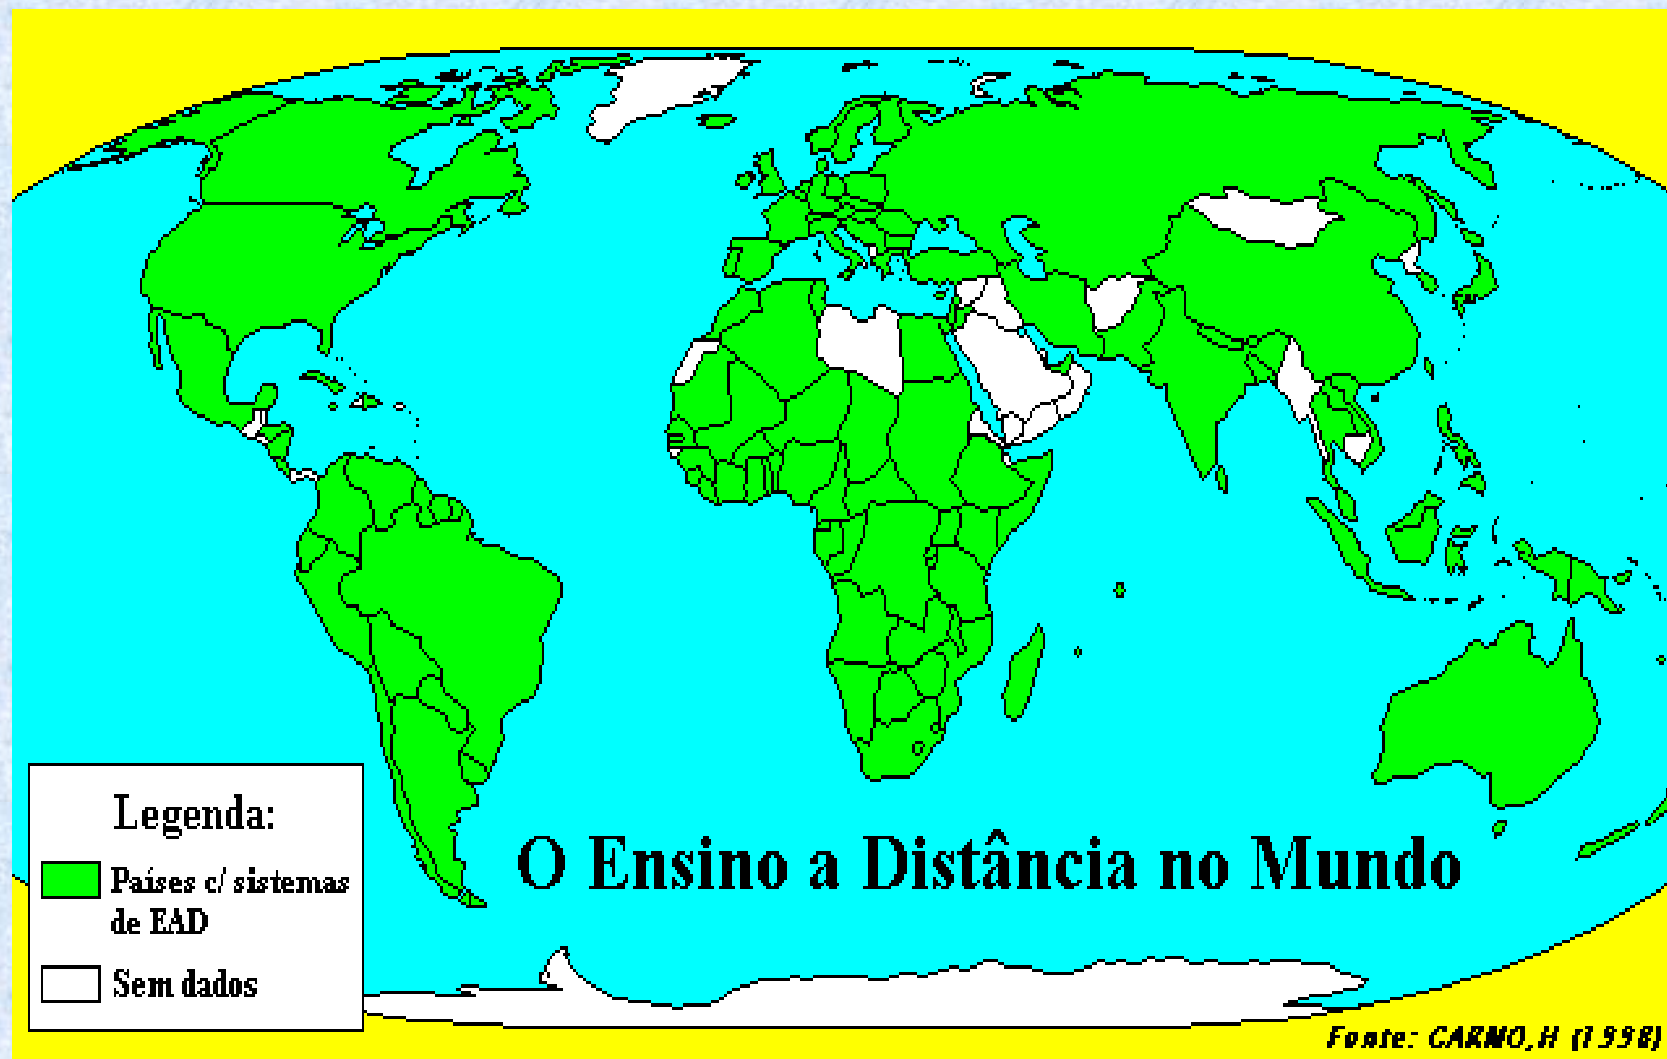 O Ensino a Distância no Mundo
Legenda:
Países c/ sistemas
de EAD
Sem dados
Fonte: CARMO, H (1998)